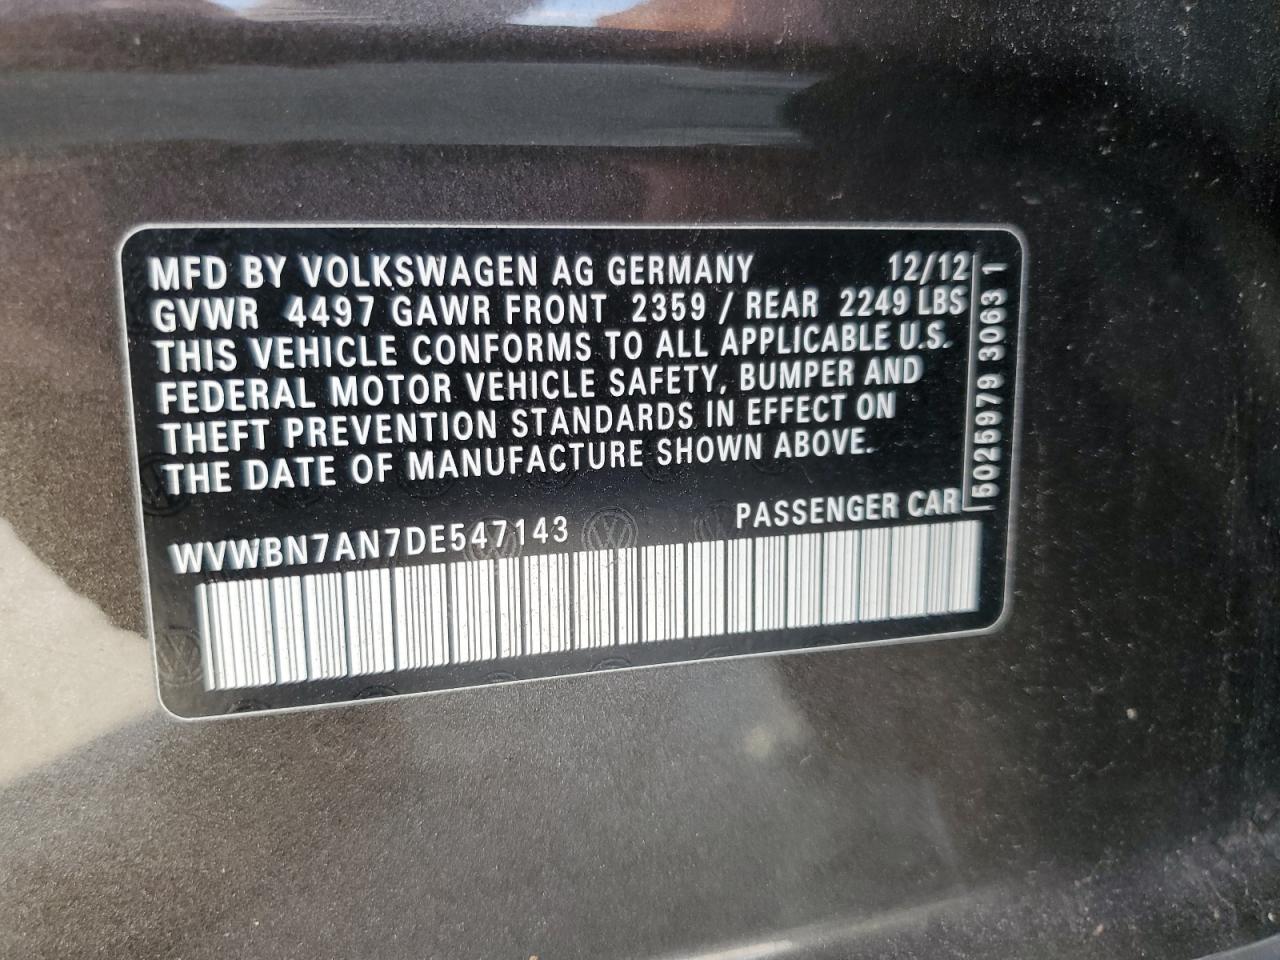 MFD BY VOLKSWAGEN AG GERMANY 12/12
GVWR 4497 GAWR FRONT 2359 / REAR 2249 LBS
THIS VEHICLE CONFORMS TO ALL APPLICABLE U.S.
FEDERAL MOTOR VEHICLE SAFETY, BUMPER AND
THEFT PREVENTION STANDARDS IN EFFECT ON
THE DATE OF MANUFACTURE SHOWN ABOVE.
PASSENGER CAR
WVWBN7AN7DE547143
5025979 3063 1